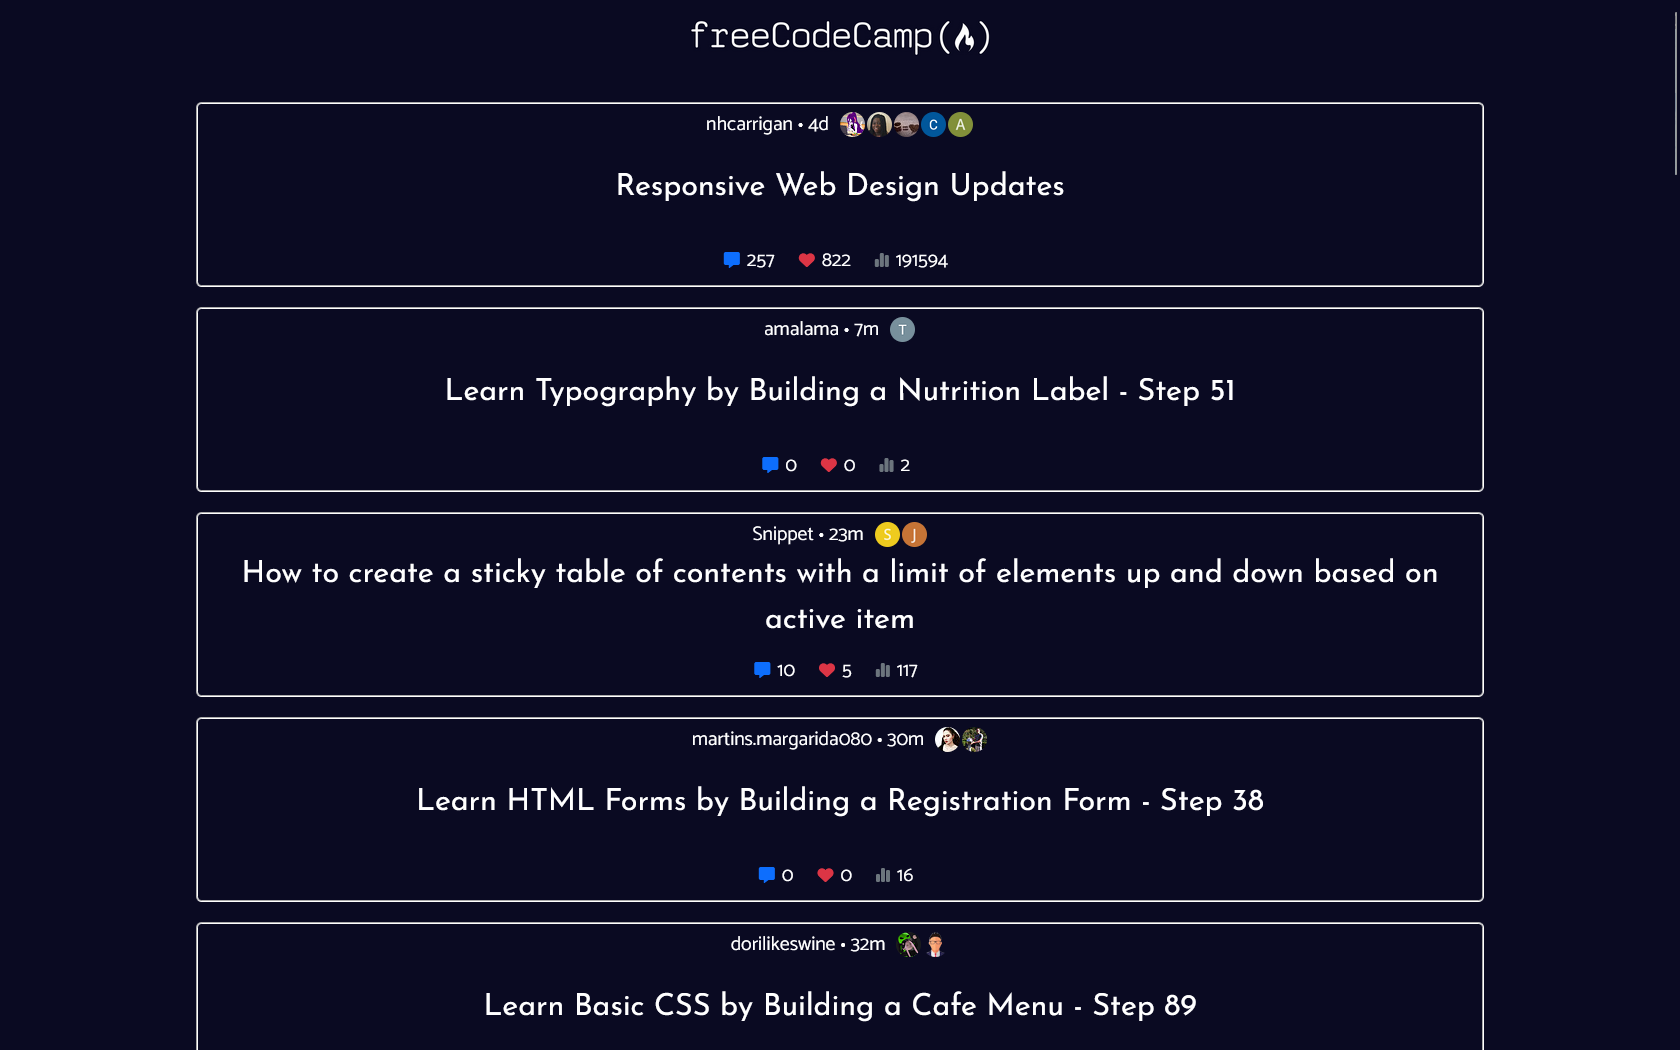 freeCodeCamp(🔥)
nhcarrigan • 4d C A
Responsive Web Design Updates
257 822 191594
amalama • 7m T
Learn Typography by Building a Nutrition Label - Step 51
0 0 2
Snippet • 23m S J
How to create a sticky table of contents with a limit of elements up and down based on
active item
10 5 117
martins.margarida080 • 30m
Learn HTML Forms by Building a Registration Form - Step 38
0 0 16
dorilikeswine • 32m
Learn Basic CSS by Building a Cafe Menu - Step 89